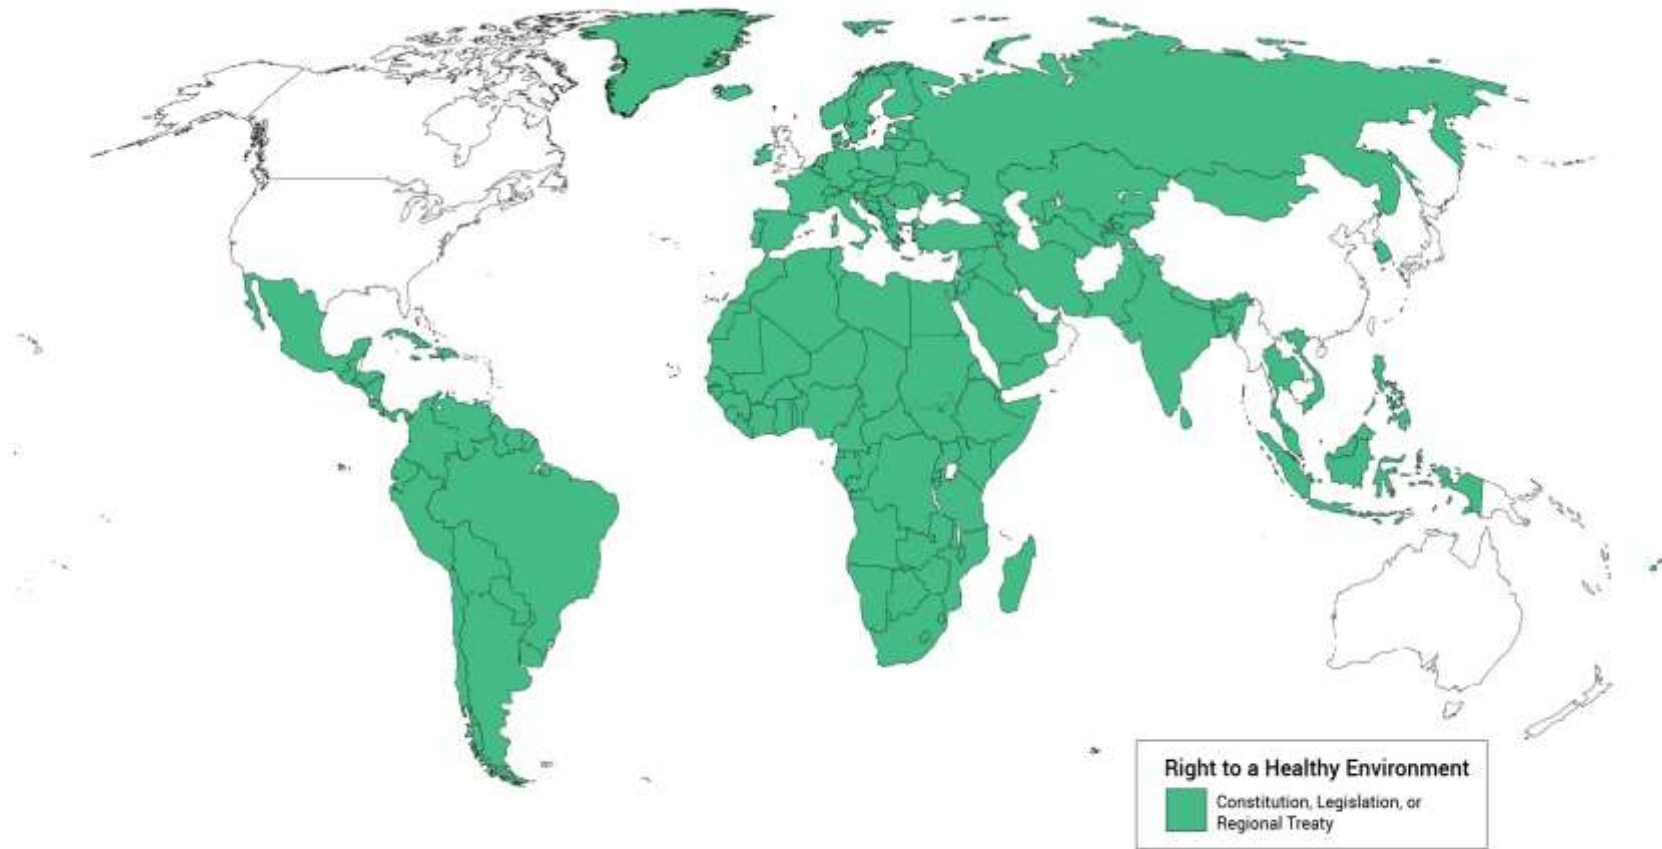 Right to a Healthy Environment
Constitution, Legislation, or
Regional Treaty